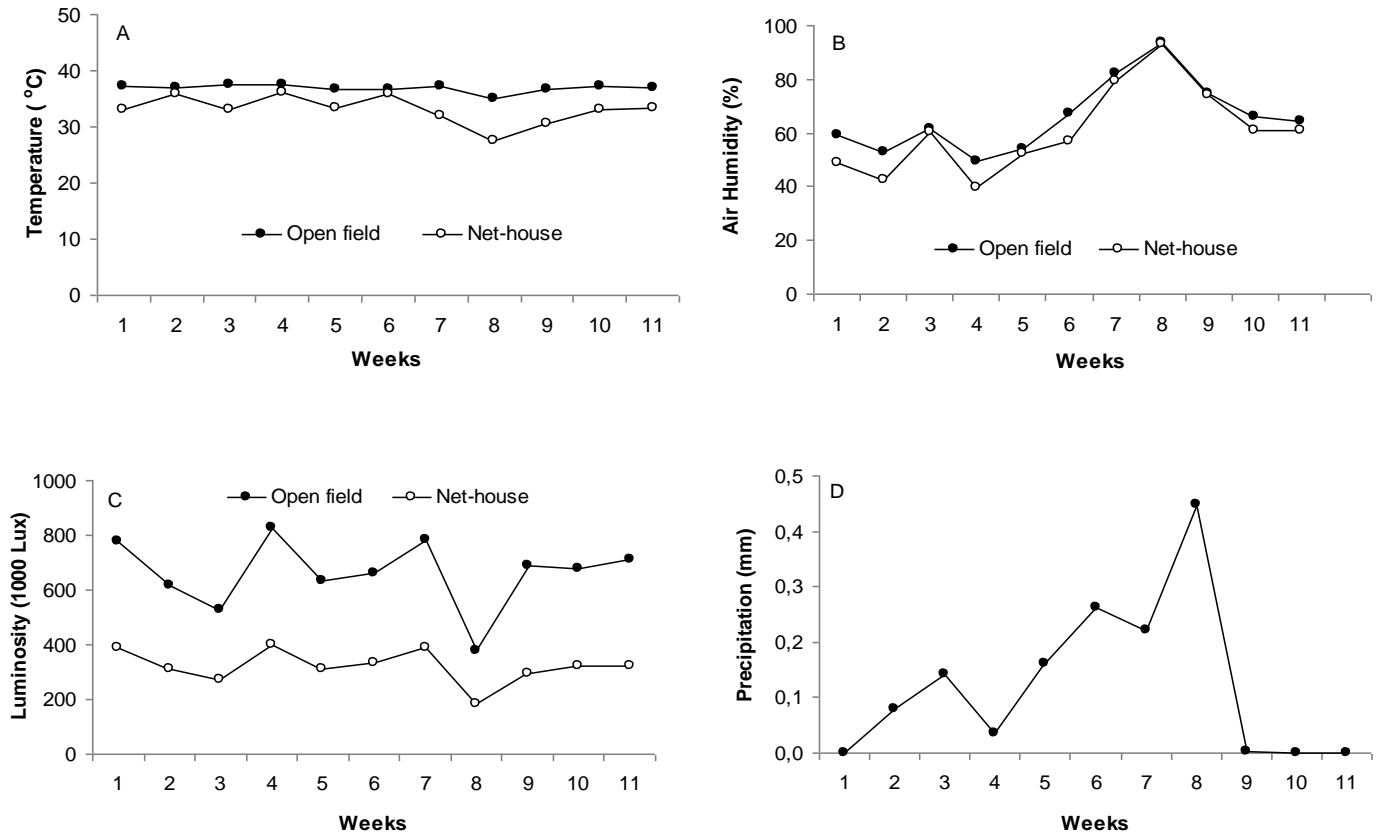 A
Temperature ( °C)
50
40
30
20
10
0
Open field Net-house
1 2 3 4 5 6 7 8 9 10 11
Weeks
B
Air Humidity (%)
100
80
60
40
20
0
Open field Net-house
1 2 3 4 5 6 7 8 9 10 11
Weeks
C
Luminosity (1000 Lux)
1000
800
600
400
200
0
Open field Net-house
1 2 3 4 5 6 7 8 9 10 11
Weeks
D
Precipitation (mm)
0,5
0,4
0,3
0,2
0,1
0,0
1 2 3 4 5 6 7 8 9 10 11
Weeks